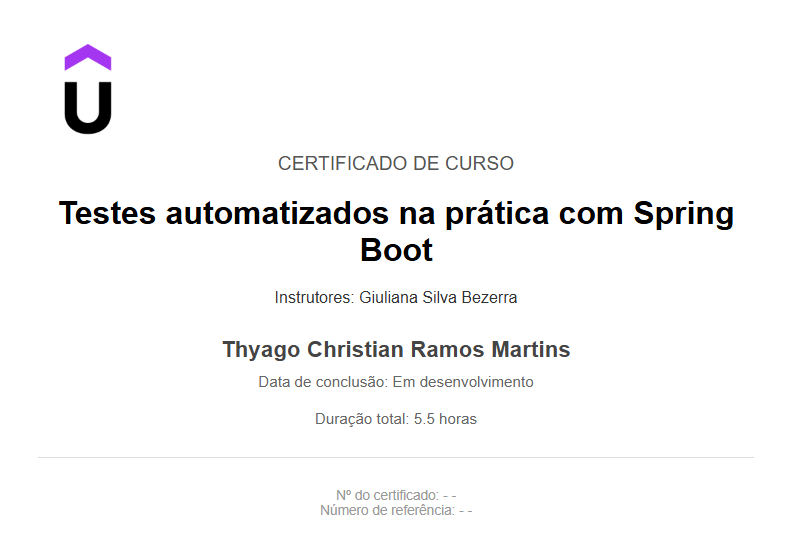 CERTIFICADO DE CURSO
Testes automatizados na prática com Spring
Boot
Instrutores: Giuliana Silva Bezerra
Thyago Christian Ramos Martins
Data de conclusão: Em desenvolvimento
Duração total: 5.5 horas
Nº do certificado: - -
Número de referência: - -